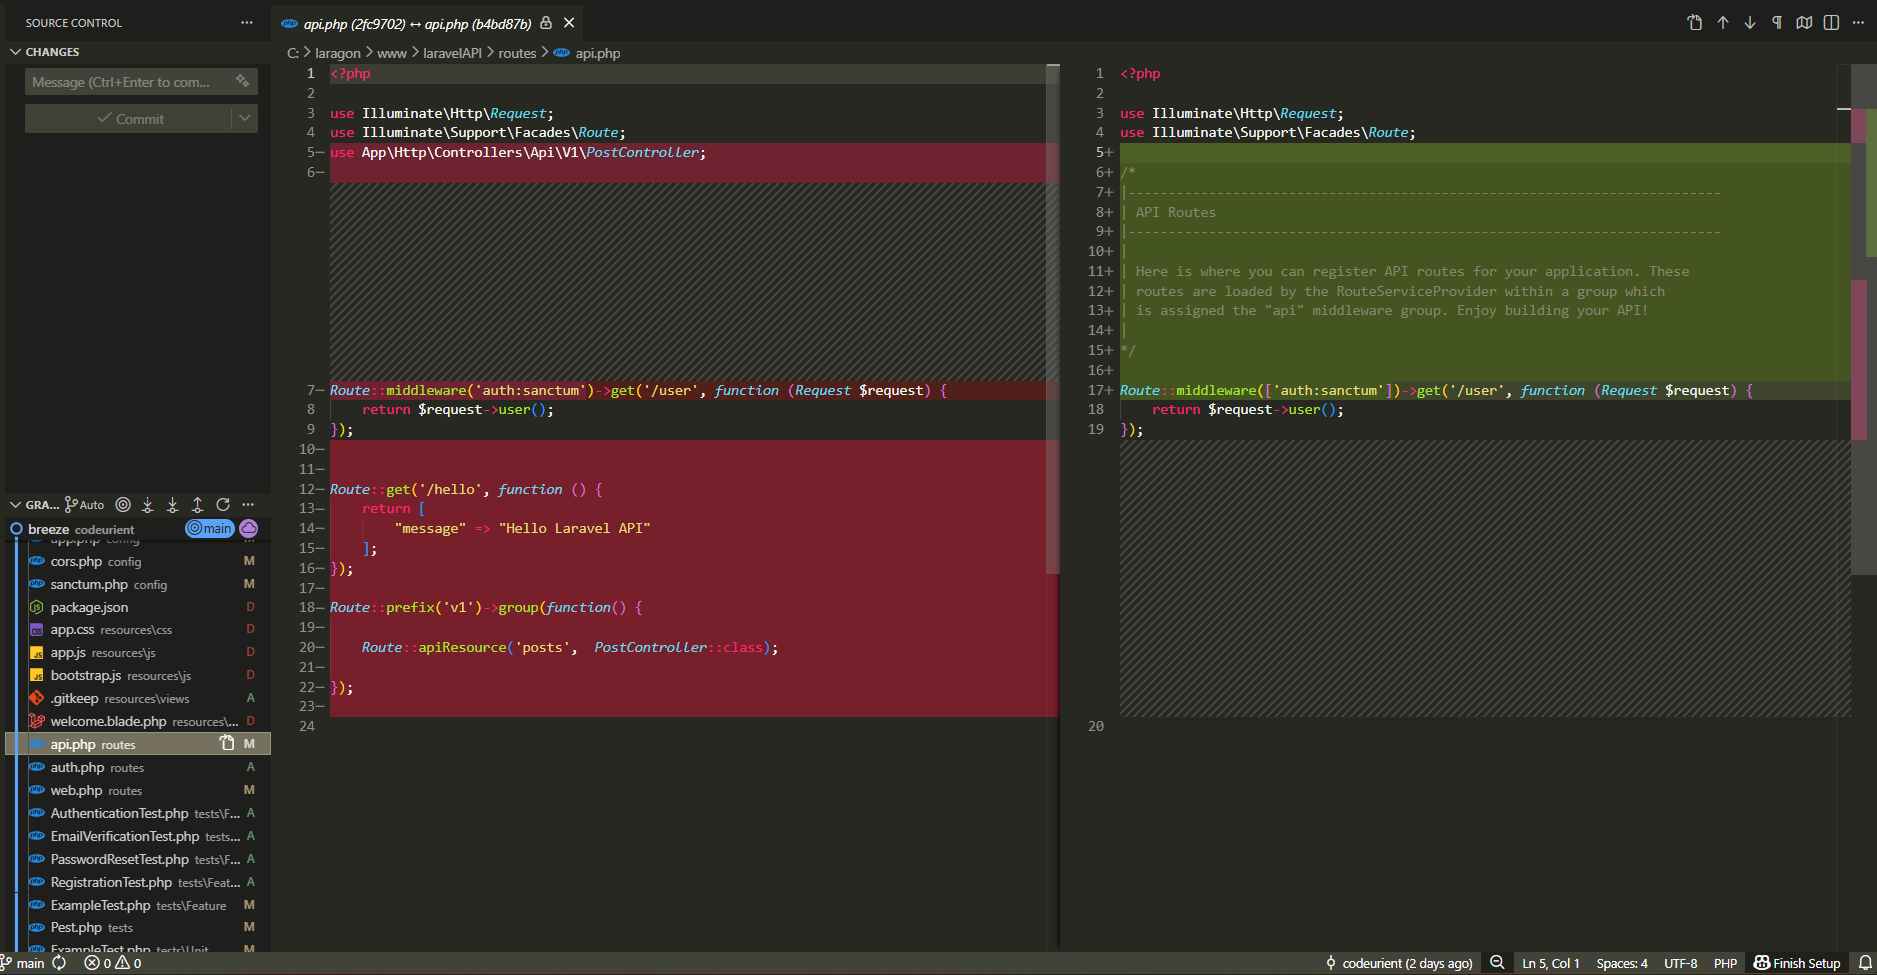 SOURCE CONTROL
api.php (2fc9702) ↔ api.php (b4bd87b)
CHANGES
C: > laragon > www > laravelAPI > routes > api.php
Message (Ctrl+Enter to com...
Commit
1 <?php
2
3 use Illuminate\Http\Request;
4 use Illuminate\Support\Facades\Route;
5− use App\Http\Controllers\Api\V1\PostController;
6−
7− Route::middleware('auth:sanctum')->get('/user', function (Request $request) {
8     return $request->user();
9 });
10−
11−
12− Route::get('/hello', function () {
13−     return [
14−         "message" => "Hello Laravel API"
15−     ];
16− });
17−
18− Route::prefix('v1')->group(function() {
19−
20−     Route::apiResource('posts',  PostController::class);
21−
22− });
23−
24
1 <?php
2
3 use Illuminate\Http\Request;
4 use Illuminate\Support\Facades\Route;
5+
6+ /*
7+ |--------------------------------------------------------------------------
8+ | API Routes
9+ |--------------------------------------------------------------------------
10+ |
11+ | Here is where you can register API routes for your application. These
12+ | routes are loaded by the RouteServiceProvider within a group which
13+ | is assigned the "api" middleware group. Enjoy building your API!
14+ |
15+ */
16+
17+ Route::middleware(['auth:sanctum'])->get('/user', function (Request $request) {
18     return $request->user();
19 });
20
GRA... Auto
breeze codeurient main
app.php config
cors.php config M
sanctum.php config M
package.json D
app.css resources\css D
app.js resources\js D
bootstrap.js resources\js D
.gitkeep resources\views A
welcome.blade.php resources\... D
api.php routes M
auth.php routes A
web.php routes M
AuthenticationTest.php tests\F... A
EmailVerificationTest.php tests... A
PasswordResetTest.php tests\F... A
RegistrationTest.php tests\Feat... A
ExampleTest.php tests\Feature M
Pest.php tests M
ExampleTest.php tests\Unit M
main 0 0
codeurient (2 days ago) Ln 5, Col 1 Spaces: 4 UTF-8 PHP Finish Setup